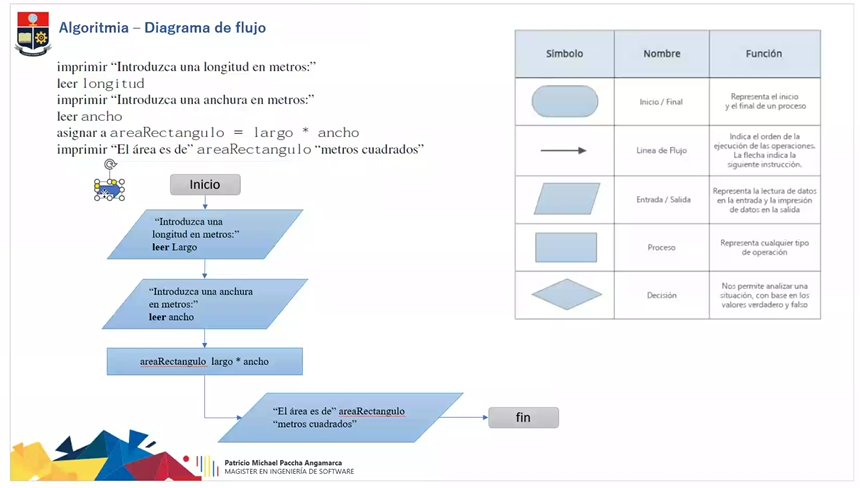 Algoritmia – Diagrama de flujo
imprimir “Introduzca una longitud en metros:”
leer longitud
imprimir “Introduzca una anchura en metros:”
leer ancho
asignar a areaRectangulo = largo * ancho
imprimir “El área es de” areaRectangulo “metros cuadrados”
Inicio
“Introduzca una
longitud en metros:”
leer Largo
“Introduzca una anchura
en metros:”
leer ancho
areaRectangulo largo * ancho
“El área es de” areaRectangulo
“metros cuadrados”
fin
Símbolo Nombre Función
Inicio / Final
Representa el inicio
y el final de un proceso
Linea de Flujo
Indica el orden de la
ejecución de las operaciones.
La flecha indica la
siguiente instrucción.
Entrada / Salida
Representa la lectura de datos
en la entrada y la impresión
de datos en la salida
Proceso
Representa cualquier tipo
de operación
Decisión
Nos permite analizar una
situación, con base en los
valores verdadero y falso
Patricio Michael Paccha Angamarca
MAGISTER EN INGENIERÍA DE SOFTWARE